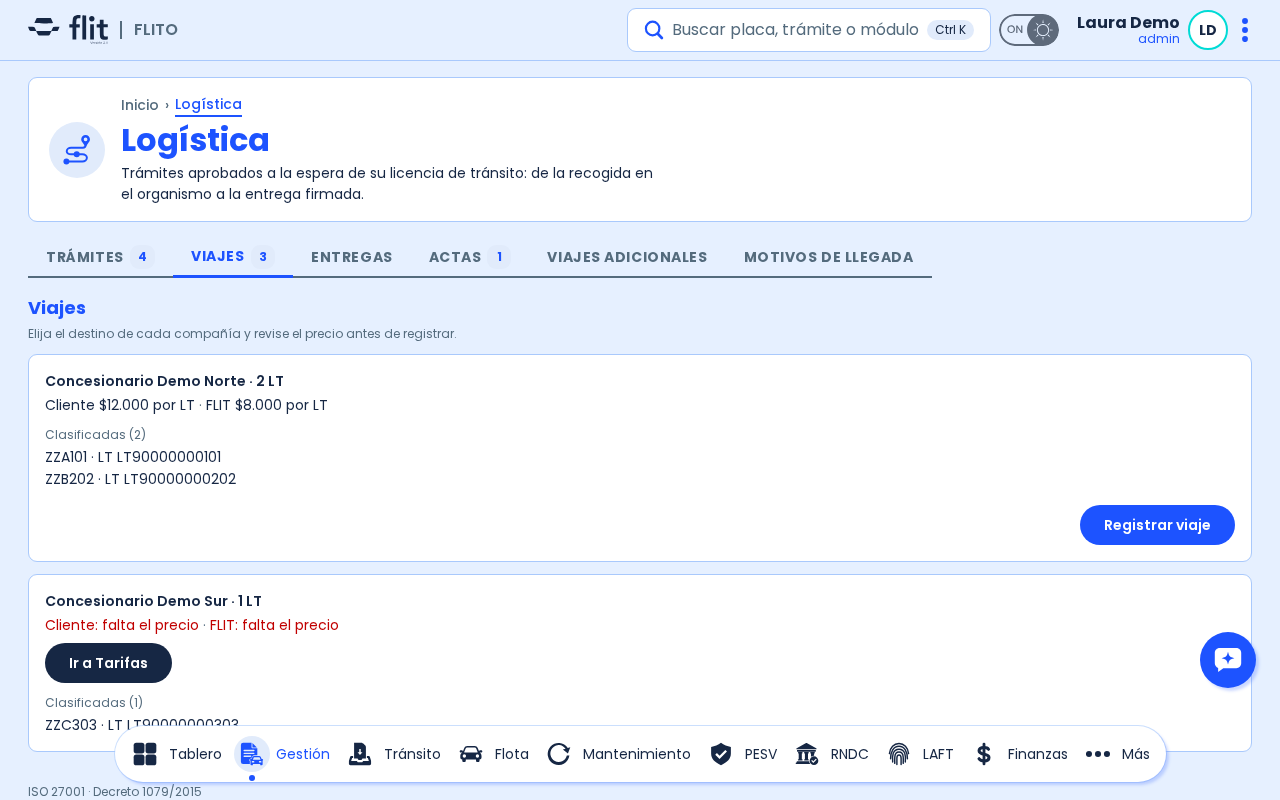 flit
FLITO
Buscar placa, trámite o módulo
Ctrl K
ON
Laura Demo
admin
LD
Inicio › Logística
Logística
Trámites aprobados a la espera de su licencia de tránsito: de la recogida en
el organismo a la entrega firmada.
TRÁMITES 4
VIAJES 3
ENTREGAS
ACTAS 1
VIAJES ADICIONALES
MOTIVOS DE LLEGADA
Viajes
Elija el destino de cada compañía y revise el precio antes de registrar.
Concesionario Demo Norte · 2 LT
Cliente $12.000 por LT · FLIT $8.000 por LT
Clasificadas (2)
ZZA101 · LT LT90000000101
ZZB202 · LT LT90000000202
Registrar viaje
Concesionario Demo Sur · 1 LT
Cliente: falta el precio · FLIT: falta el precio
Ir a Tarifas
Clasificadas (1)
ZZC303 · LT LT90000000303
Tablero
Gestión
Tránsito
Flota
Mantenimiento
PESV
RNDC
LAFT
Finanzas
Más
ISO 27001 · Decreto 1079/2015